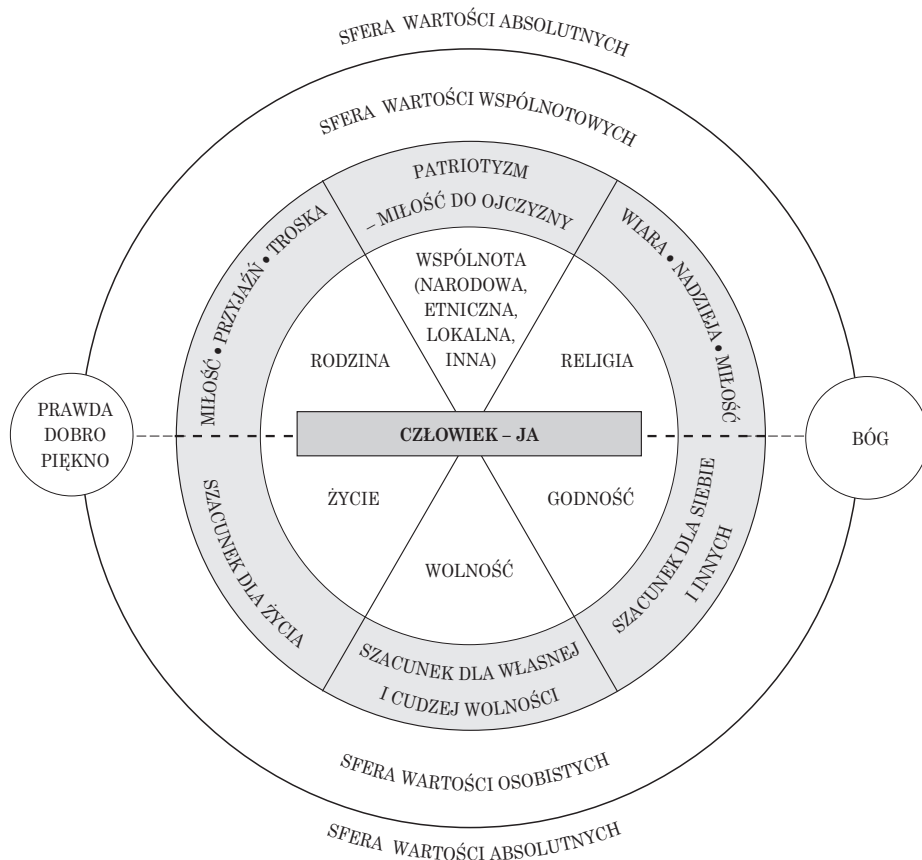 SFERA WARTOŚCI ABSOLUTNYCH
SFERA WARTOŚCI WSPÓLNOTOWYCH
PATRIOTYZM
– MIŁOŚĆ DO OJCZYZNY
MIŁOŚĆ • PRZYJAŹŃ • TROSKA
WIARA • NADZIEJA • MIŁOŚĆ
WSPÓLNOTA
(NARODOWA,
ETNICZNA,
LOKALNA,
INNA)
RODZINA
RELIGIA
PRAWDA
DOBRO
PIĘKNO
CZŁOWIEK – JA
BÓG
ŻYCIE
GODNOŚĆ
WOLNOŚĆ
SZACUNEK DLA ŻYCIA
SZACUNEK DLA SIEBIE
I INNYCH
SZACUNEK DLA WŁASNEJ
I CUDZEJ WOLNOŚCI
SFERA WARTOŚCI OSOBISTYCH
SFERA WARTOŚCI ABSOLUTNYCH